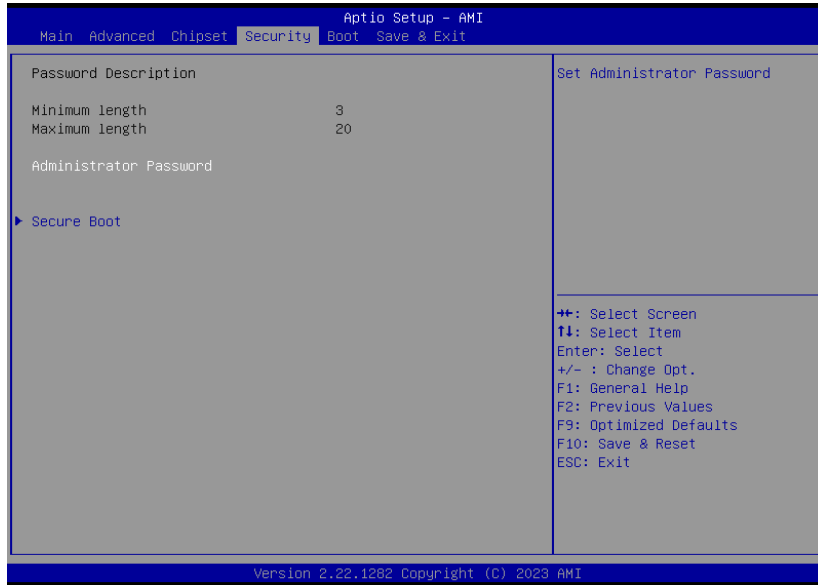 Aptio Setup – AMI
Main Advanced Chipset Security Boot Save & Exit
Password Description
Minimum length 3
Maximum length 20
Administrator Password
Secure Boot
Set Administrator Password
→←: Select Screen
↑↓: Select Item
Enter: Select
+/- : Change Opt.
F1: General Help
F2: Previous Values
F9: Optimized Defaults
F10: Save & Reset
ESC: Exit
Version 2.22.1282 Copyright (C) 2023 AMI